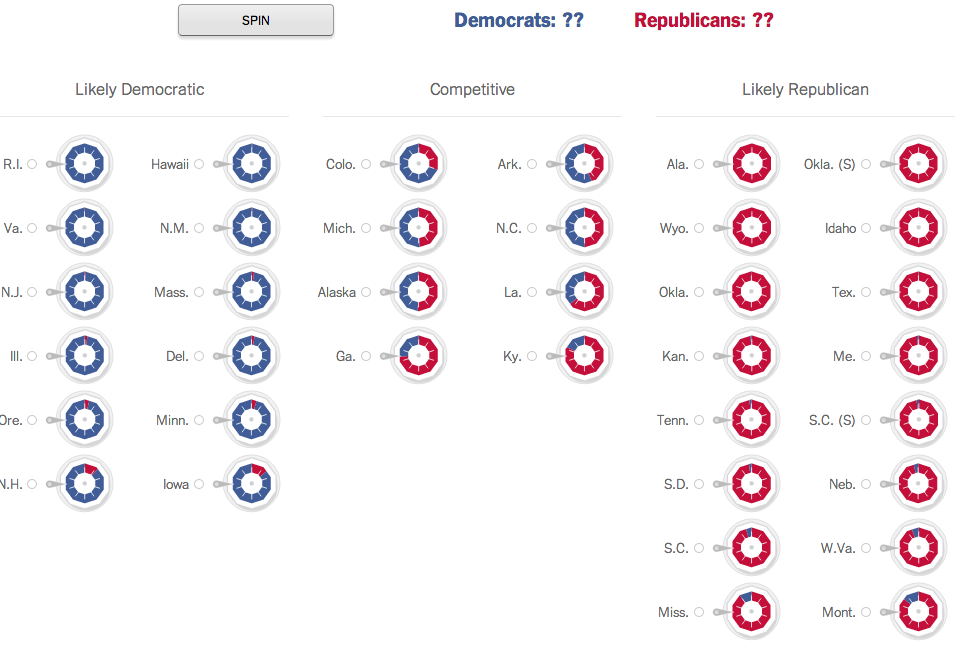 SPIN
Democrats: ??
Republicans: ??
Likely Democratic
Competitive
Likely Republican
R.I. Hawaii Colo. Ark. Ala. Okla. (S)
Va. N.M. Mich. N.C. Wyo. Idaho
N.J. Mass. Alaska La. Okla. Tex.
Ill. Del. Ga. Ky. Kan. Me.
Ore. Minn. Tenn. S.C. (S)
N.H. Iowa S.D. Neb.
S.C. W.Va.
Miss. Mont.